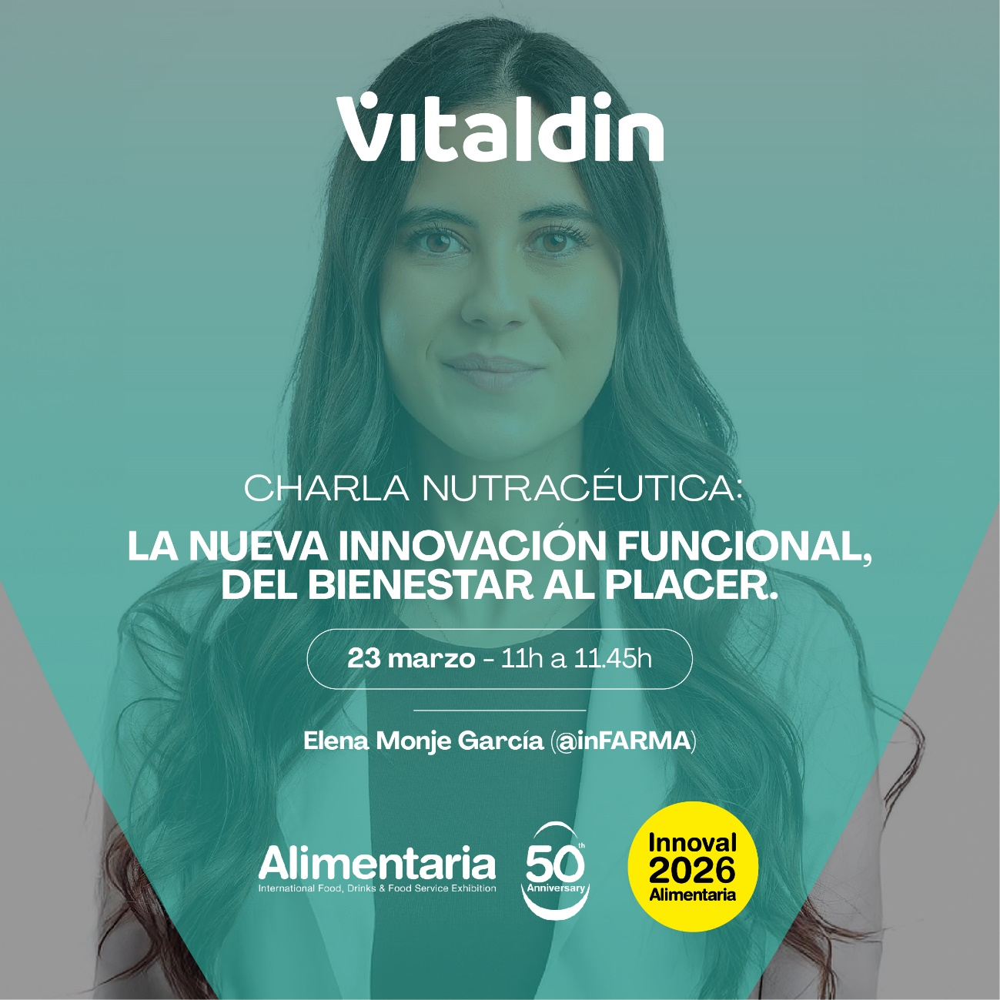 vitaldin
CHARLA NUTRACÉUTICA:
LA NUEVA INNOVACIÓN FUNCIONAL,
DEL BIENESTAR AL PLACER.
23 marzo - 11h a 11.45h
Elena Monje García (@inFARMA)
Alimentaria
International Food, Drinks & Food Service Exhibition
50th
Anniversary
Innoval
2026
Alimentaria